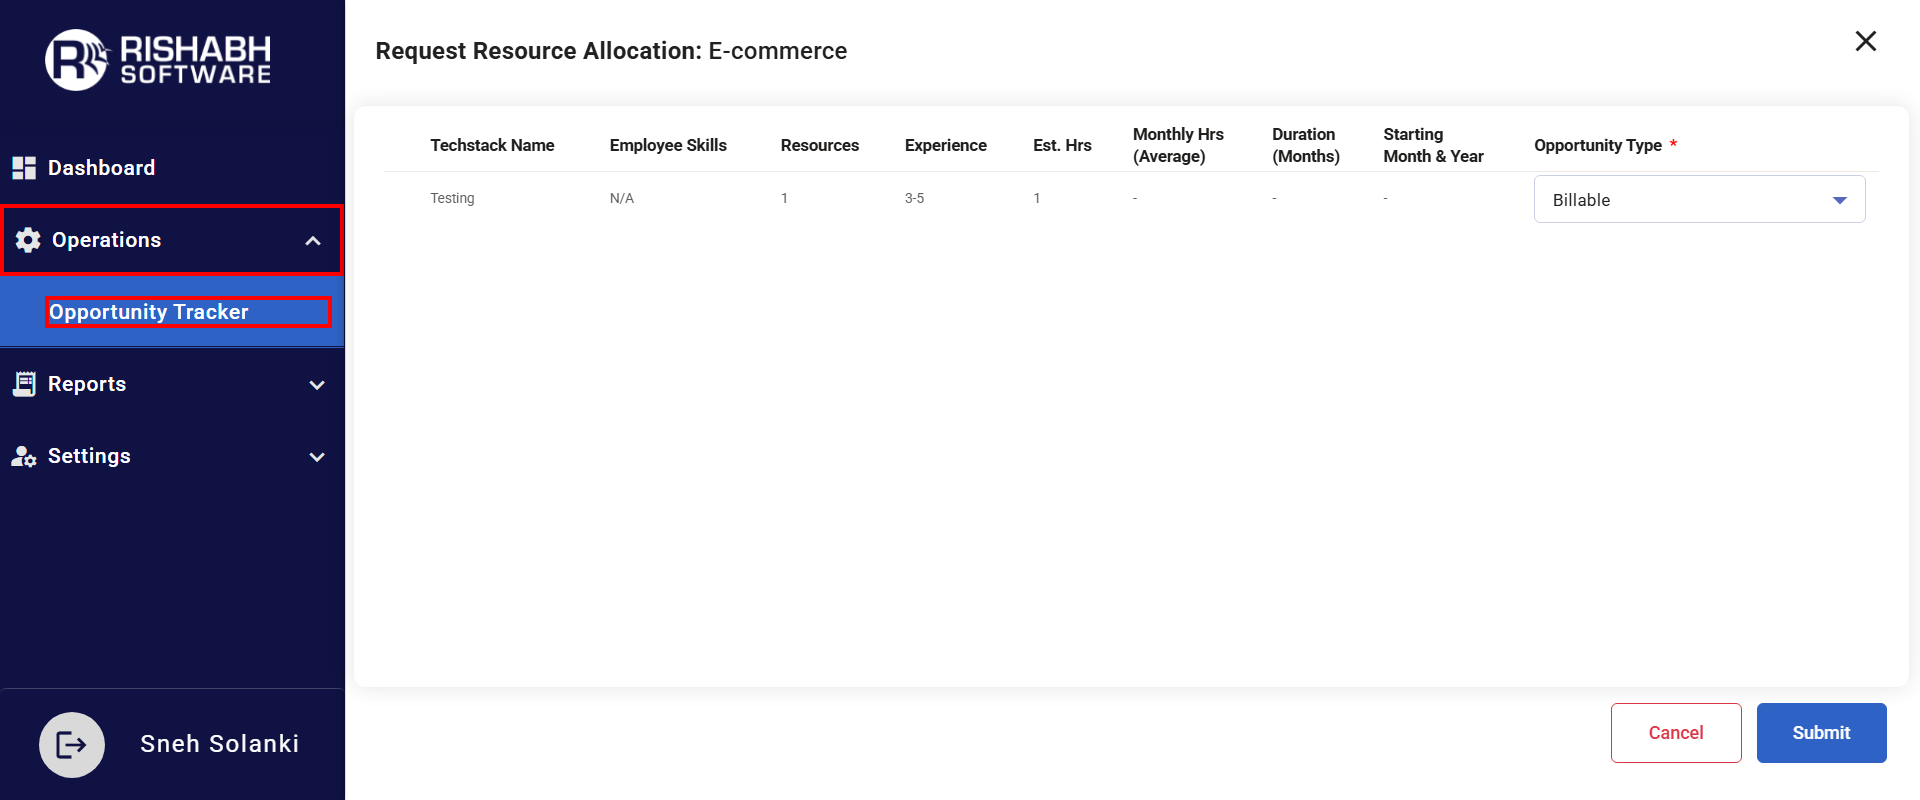 RISHABH
SOFTWARE
Dashboard
Operations
Opportunity Tracker
Reports
Settings
Sneh Solanki
Request Resource Allocation: E-commerce
Techstack Name Employee Skills Resources Experience Est. Hrs Monthly Hrs (Average) Duration (Months) Starting Month & Year Opportunity Type *
Testing N/A 1 3-5 1 - - - Billable
Cancel Submit